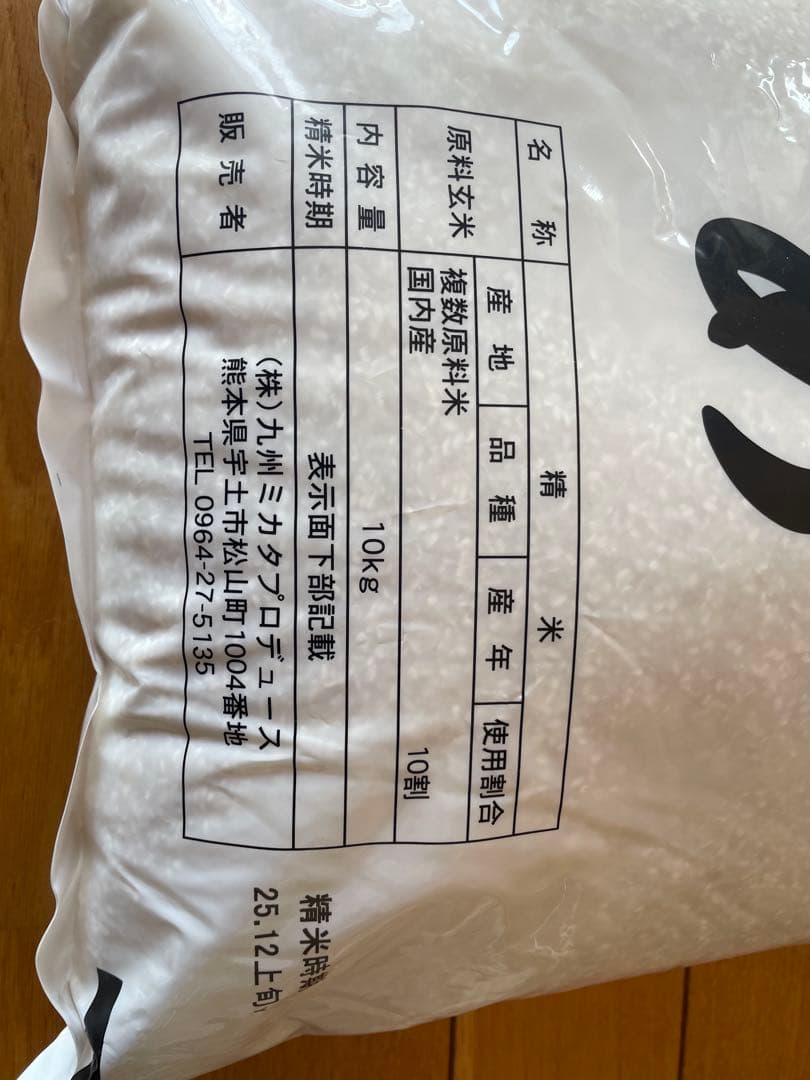 名称 精米
原料玄米 産地 品種 産年 使用割合
複数原料米
国内産 10割
内容量 10kg
精米時期 表示面下部記載
販売者 (株)九州ミカタプロデュース
熊本県宇土市松山町1004番地
TEL 0964-27-5135
精米時期
25.12上旬